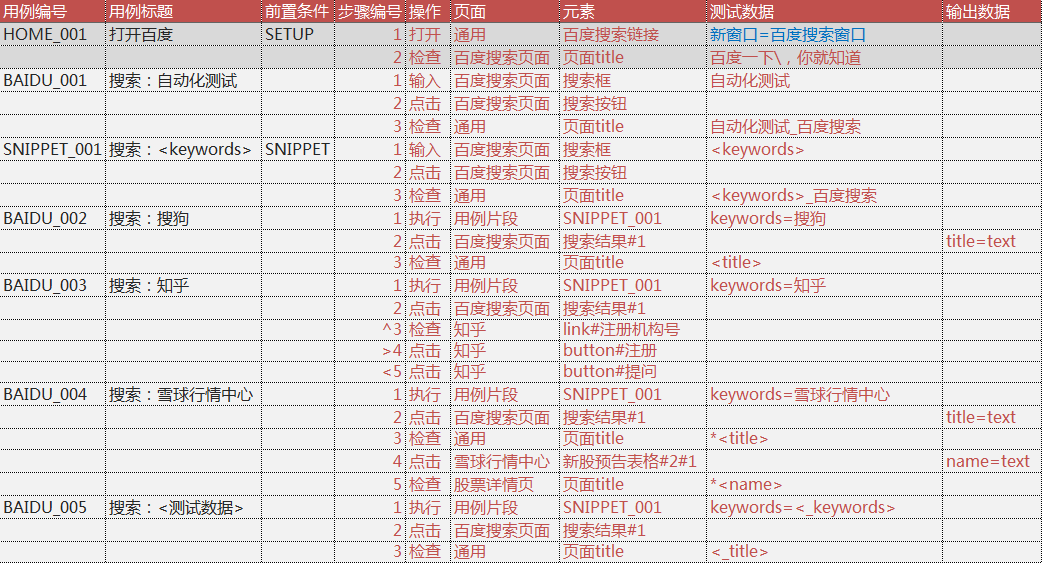 用例编号 用例标题 前置条件 步骤编号 操作 页面 元素 测试数据 输出数据
HOME_001 打开百度 SETUP 1 打开 通用 百度搜索链接 新窗口=百度搜索窗口
2 检查 百度搜索页面 页面title 百度一下\，你就知道
BAIDU_001 搜索：自动化测试 1 输入 百度搜索页面 搜索框 自动化测试
2 点击 百度搜索页面 搜索按钮
3 检查 通用 页面title 自动化测试_百度搜索
SNIPPET_001 搜索：<keywords> SNIPPET 1 输入 百度搜索页面 搜索框 <keywords>
2 点击 百度搜索页面 搜索按钮
3 检查 通用 页面title <keywords>_百度搜索
BAIDU_002 搜索：搜狗 1 执行 用例片段 SNIPPET_001 keywords=搜狗
2 点击 百度搜索页面 搜索结果#1 title=text
3 检查 通用 页面title <title>
BAIDU_003 搜索：知乎 1 执行 用例片段 SNIPPET_001 keywords=知乎
2 点击 百度搜索页面 搜索结果#1
^3 检查 知乎 link#注册机构号
>4 点击 知乎 button#注册
<5 点击 知乎 button#提问
BAIDU_004 搜索：雪球行情中心 1 执行 用例片段 SNIPPET_001 keywords=雪球行情中心
2 点击 百度搜索页面 搜索结果#1 title=text
3 检查 通用 页面title *<title>
4 点击 雪球行情中心 新股预告表格#2#1 name=text
5 检查 股票详情页 页面title *<name>
BAIDU_005 搜索：<测试数据> 1 执行 用例片段 SNIPPET_001 keywords=<_keywords>
2 点击 百度搜索页面 搜索结果#1
3 检查 通用 页面title <_title>